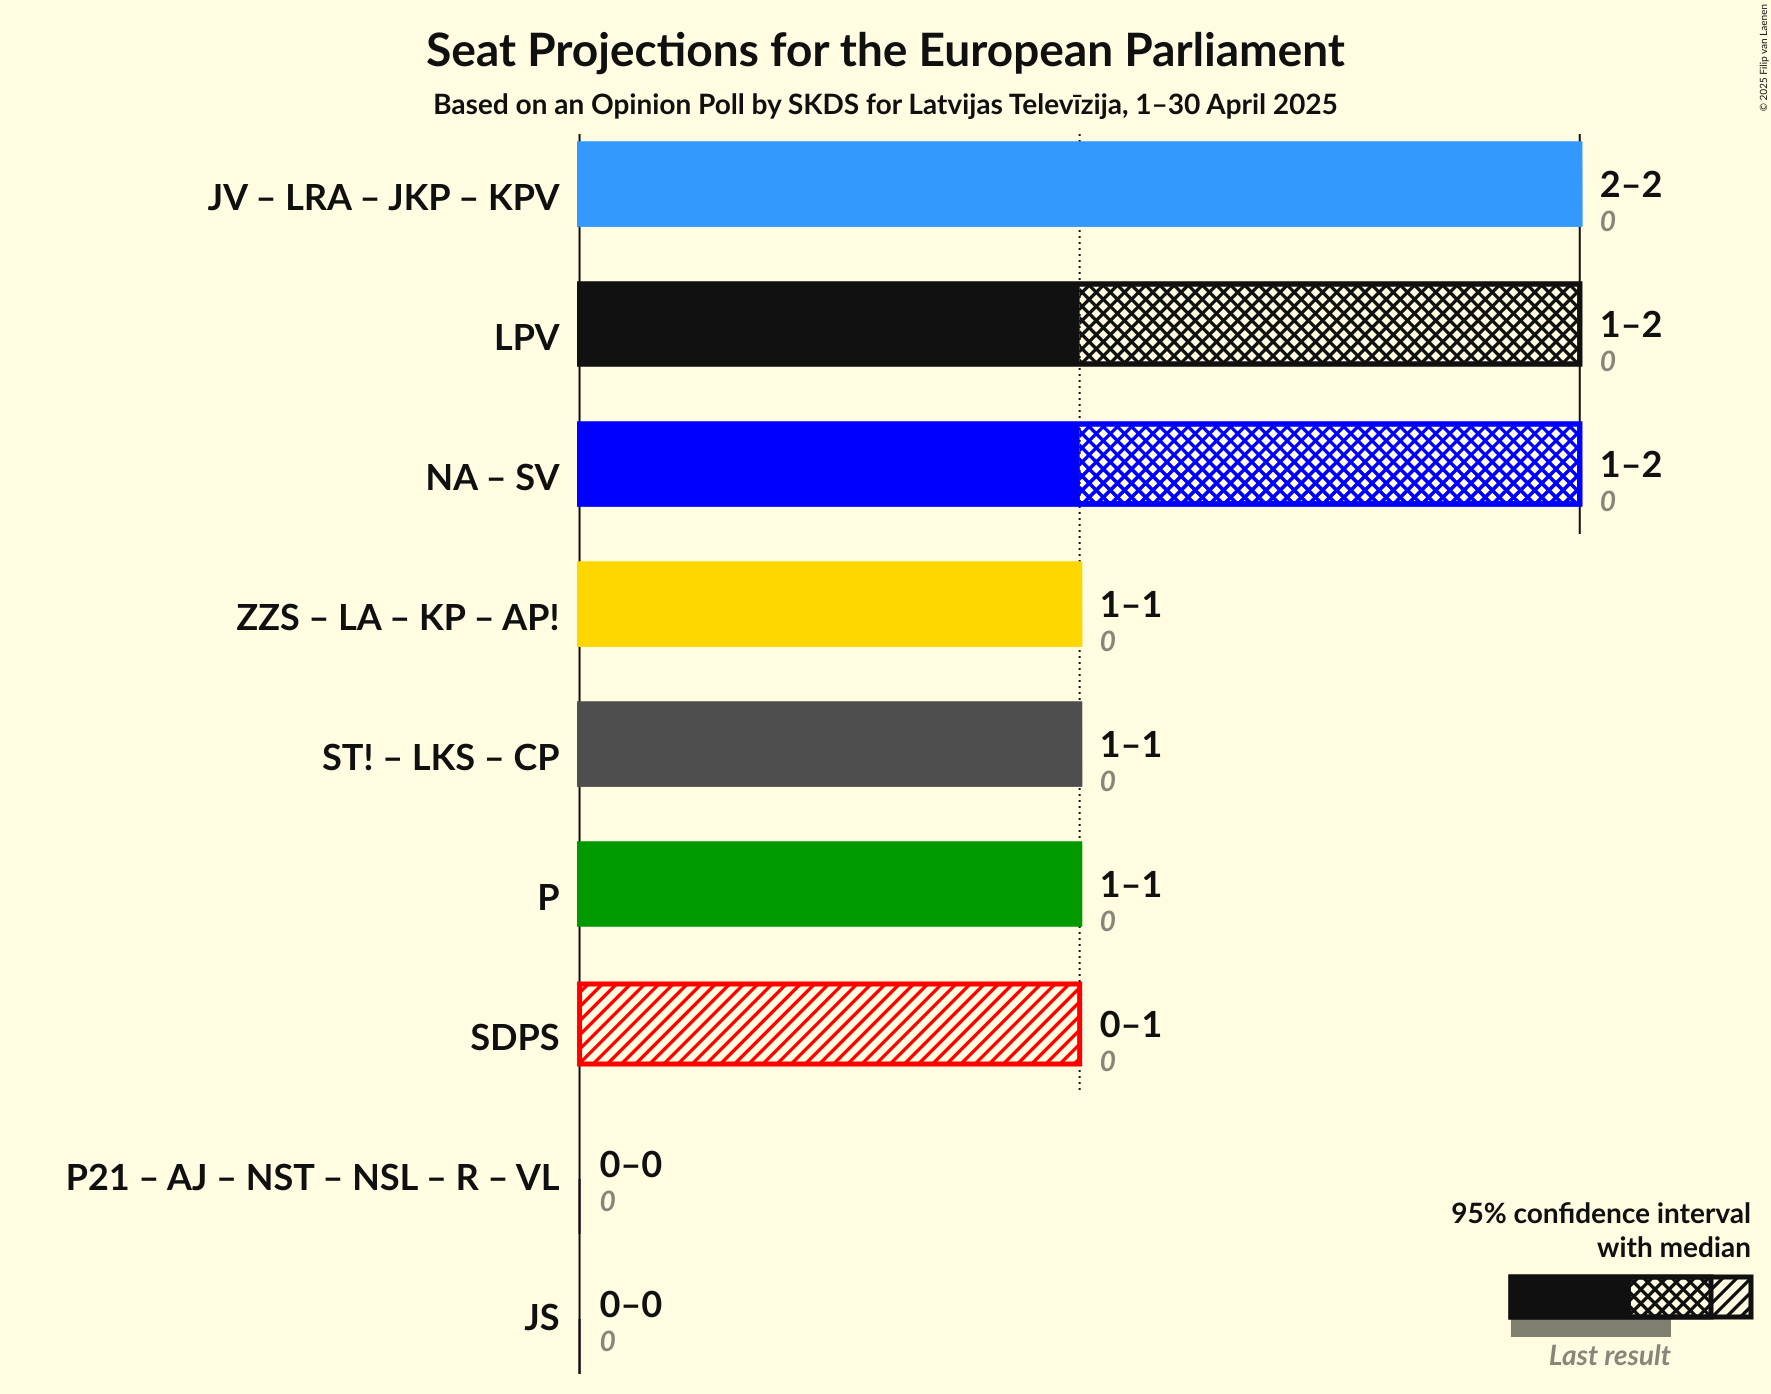 Seat Projections for the European Parliament
Based on an Opinion Poll by SKDS for Latvijas Televīzija, 1–30 April 2025
© 2025 Filip van Laenen
JV – LRA – JKP – KPV
2–2
0
LPV
1–2
0
NA – SV
1–2
0
ZZS – LA – KP – AP!
1–1
0
ST! – LKS – CP
1–1
0
P
1–1
0
SDPS
0–1
0
P21 – AJ – NST – NSL – R – VL
0–0
0
JS
0–0
0
95% confidence interval
with median
Last result